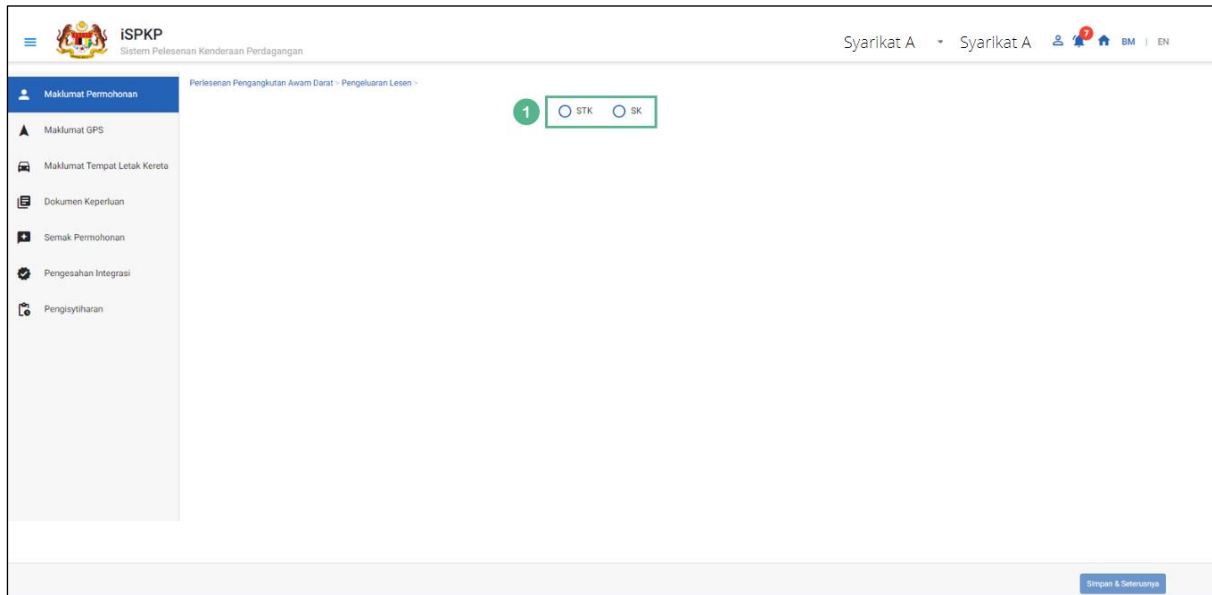 iSPKP
Sistem Pelesenan Kenderaan Perdagangan
Syarikat A Syarikat A 7 BM | EN
Maklumat Permohonan
Maklumat GPS
Maklumat Tempat Letak Kereta
Dokumen Keperluan
Semak Permohonan
Pengesahan Integrasi
Pengisytiharan
Perlesenan Pengangkutan Awam Darat > Pengeluaran Lesen >
1 STK SK
Simpan & Seterusnya